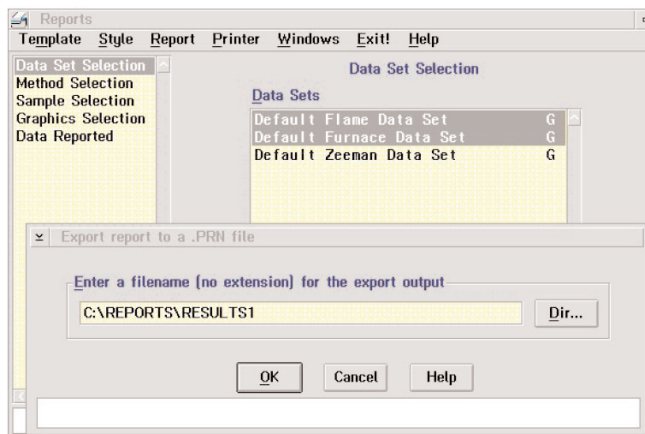 Reports
Template Style Report Printer Windows Exit! Help
Data Set Selection
Method Selection
Sample Selection
Graphics Selection
Data Reported
Data Set Selection
Data Sets
Default Flame Data Set G
Default Furnace Data Set G
Default Zeeman Data Set G
Export report to a .PRN file
Enter a filename (no extension) for the export output
C:\REPORTS\RESULTS1
Dir...
OK Cancel Help